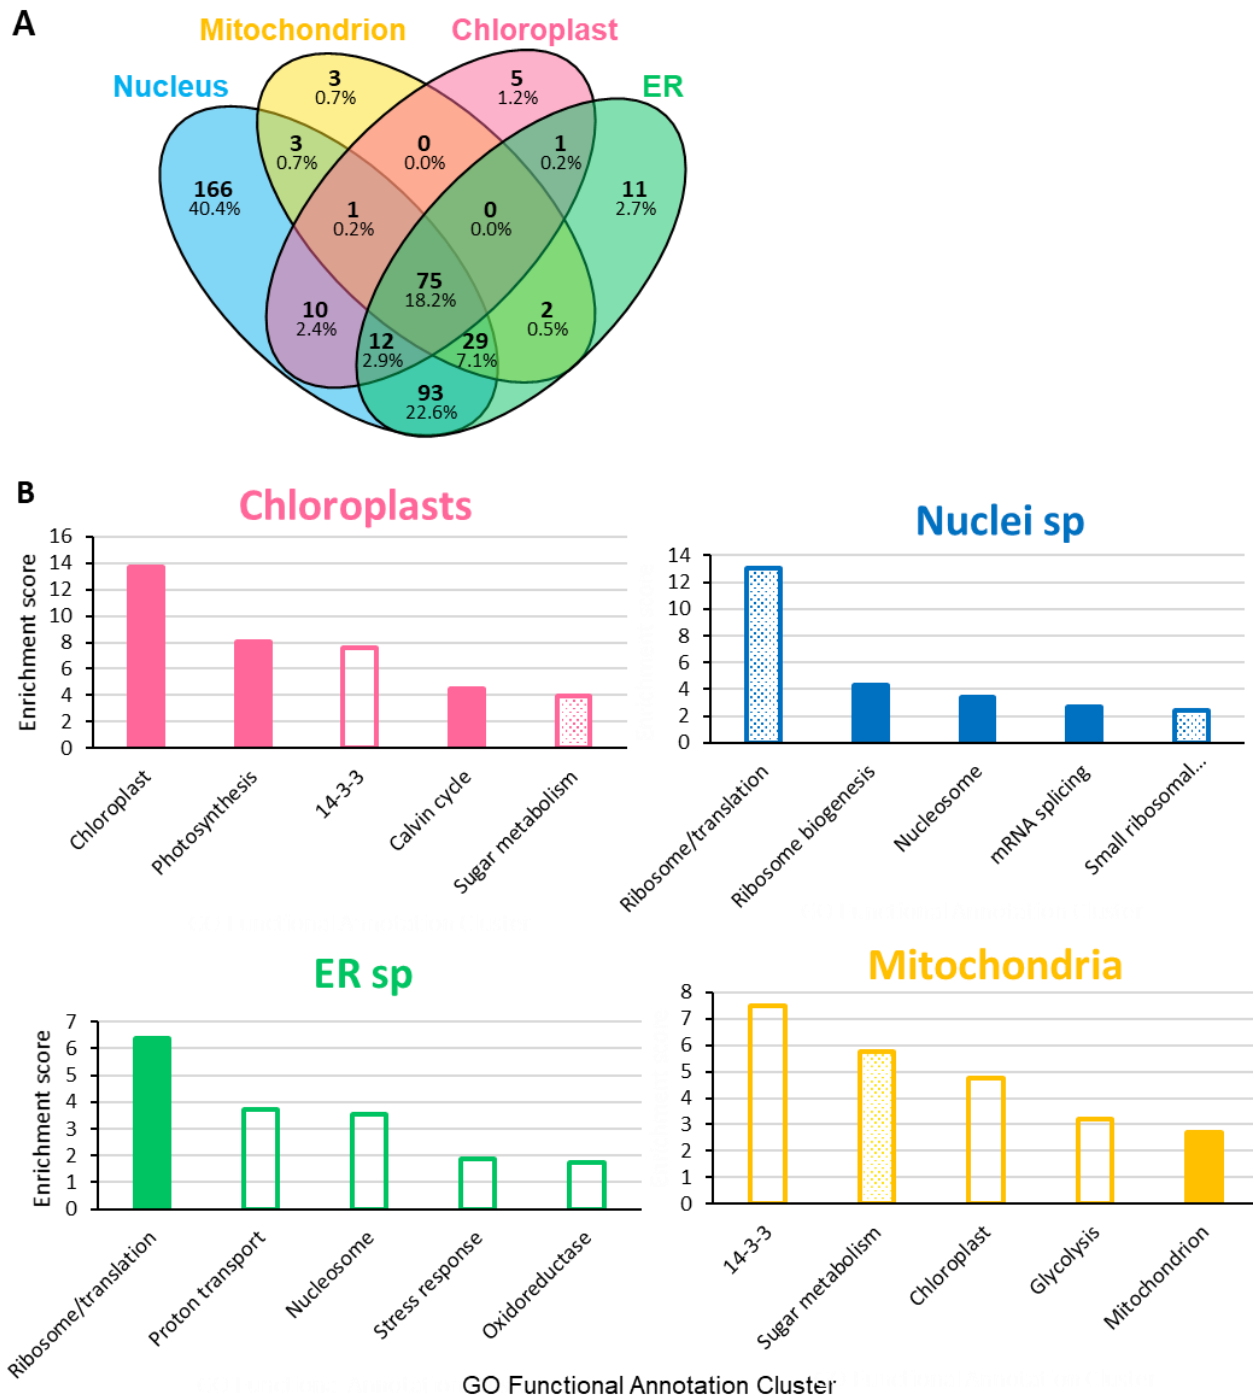 A
Mitochondrion
Chloroplast
Nucleus
ER
3
0.7%
5
1.2%
3
0.7%
0
0.0%
1
0.2%
166
40.4%
11
2.7%
1
0.2%
0
0.0%
75
18.2%
10
2.4%
2
0.5%
12
2.9%
29
7.1%
93
22.6%
B
Chloroplasts
Enrichment score
16
14
12
10
8
6
4
2
0
Chloroplast
Photosynthesis
14-3-3
Calvin cycle
Sugar metabolism
Nuclei sp
14
12
10
8
6
4
2
0
Ribosome/translation
Ribosome biogenesis
Nucleosome
mRNA splicing
Small ribosomal...
ER sp
Enrichment score
7
6
5
4
3
2
1
0
Ribosome/translation
Proton transport
Nucleosome
Stress response
Oxidoreductase
Mitochondria
8
7
6
5
4
3
2
1
0
14-3-3
Sugar metabolism
Chloroplast
Glycolysis
Mitochondrion
GO Functional Annotation Cluster